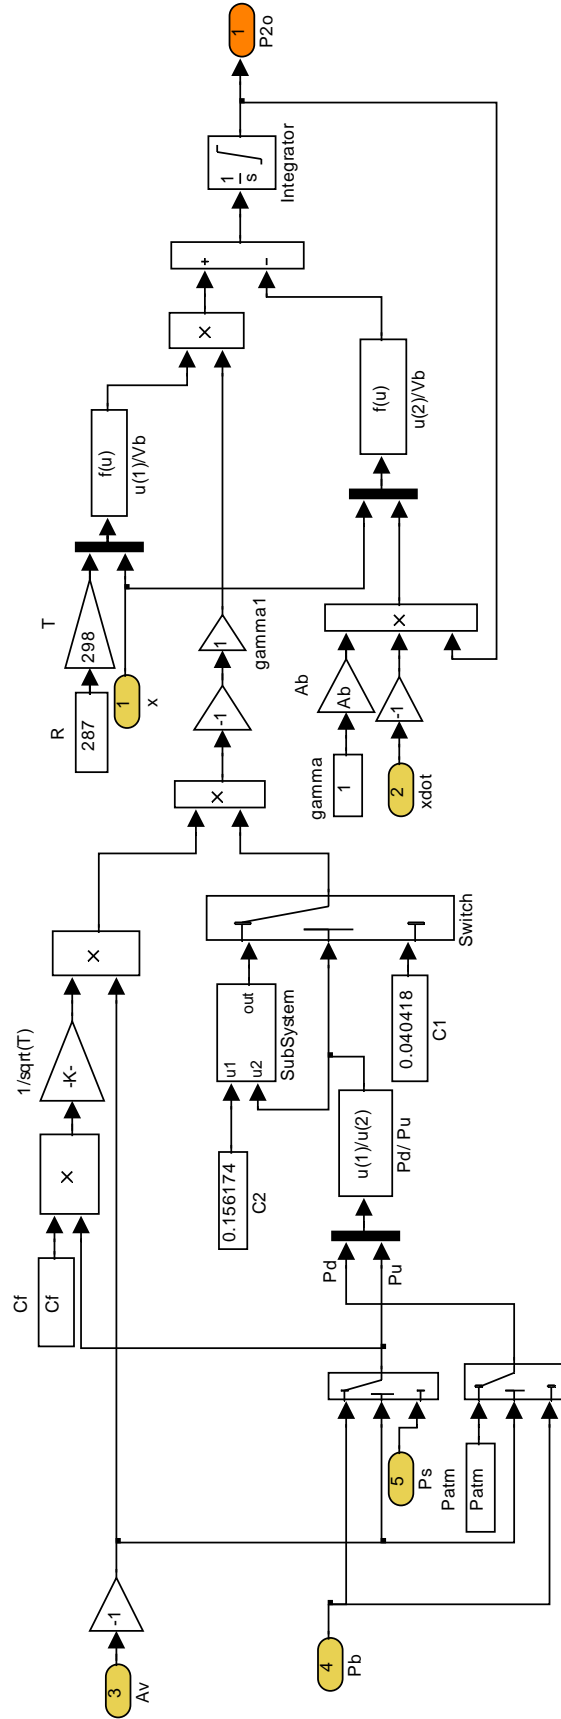 3
Av
-1
4
Pb
5
Ps
Patm
Patm
Cf
Cf
×
1/sqrt(T)
-K-
×
Pd
Pu
u(1)/u(2)
Pd/ Pu
0.156174
C2
u1
u2
out
SubSystem
0.040418
C1
Switch
×
-1
1
gamma1
R
287
T
298
1
x
f(u)
u(1)/Vb
gamma
1
Ab
Ab
2
xdot
-1
×
f(u)
u(2)/Vb
×
+
-
1
s
Integrator
1
P2o